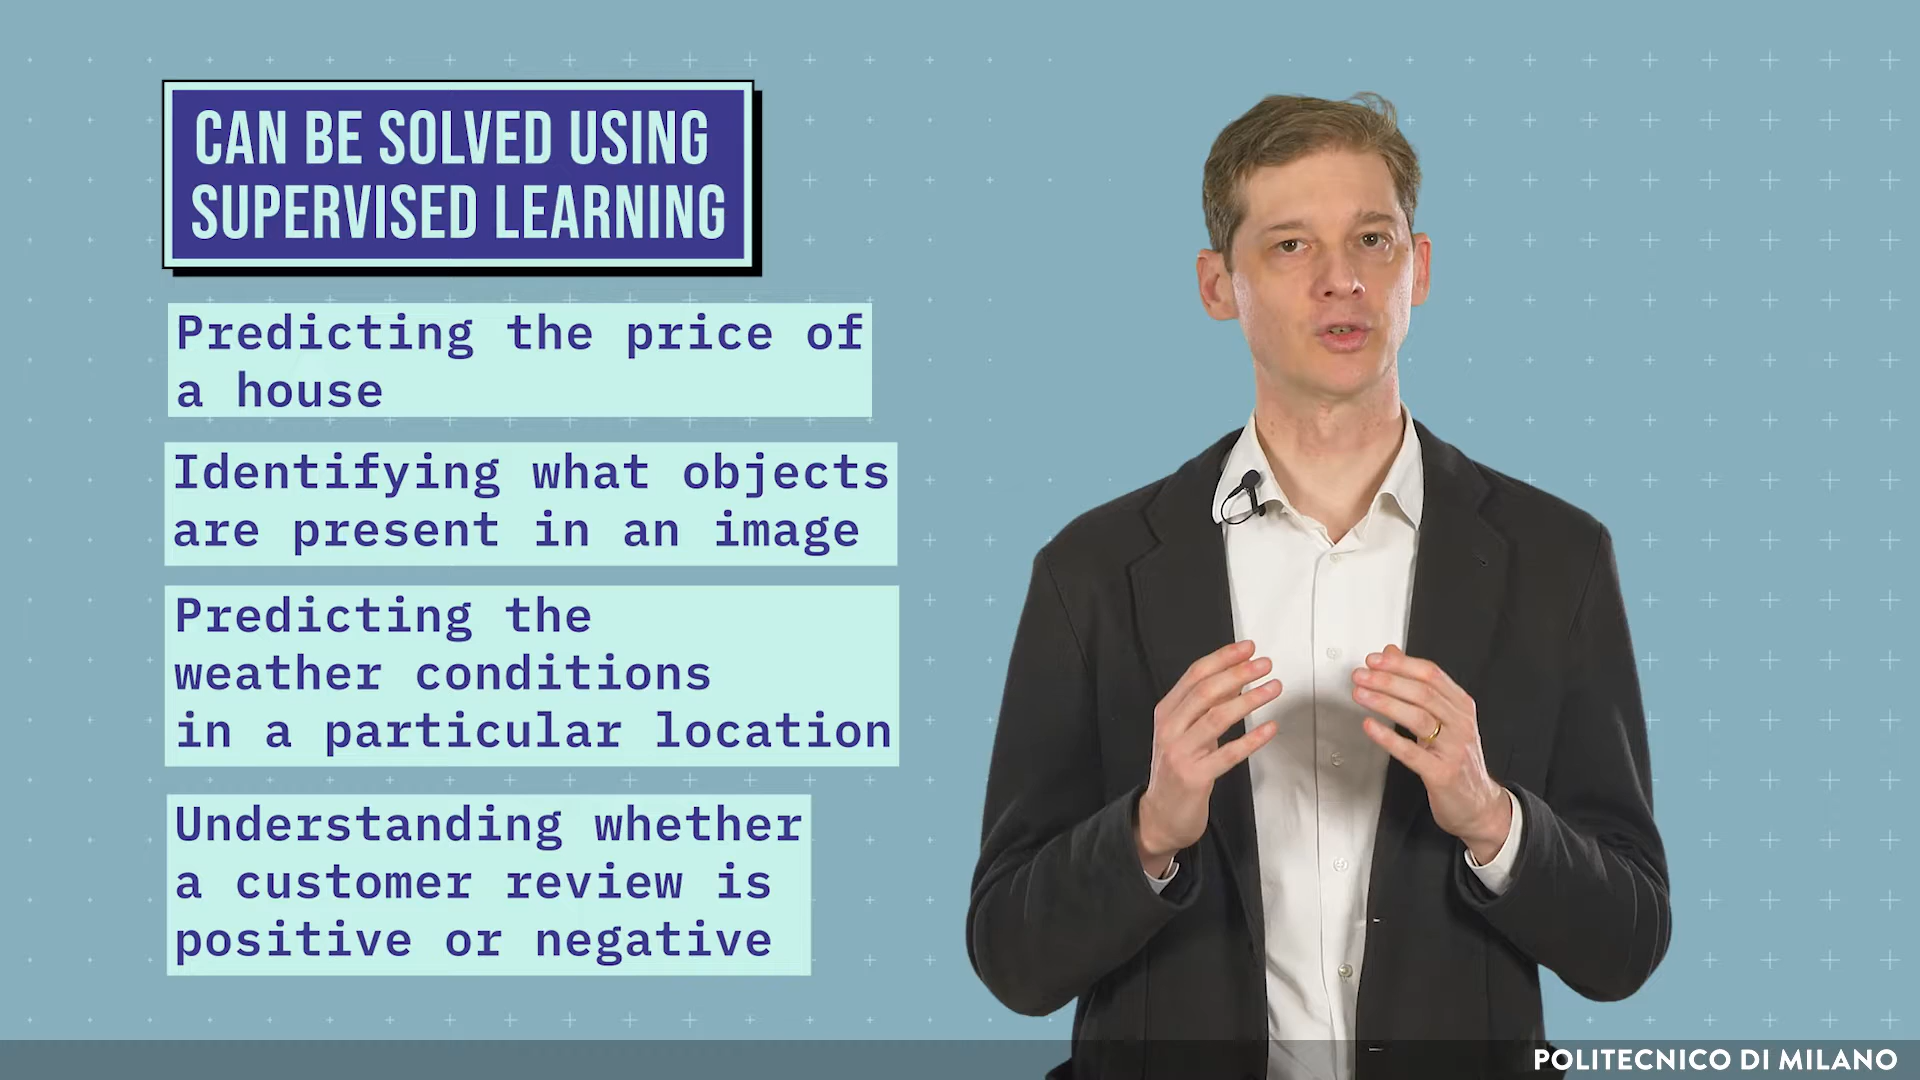 CAN BE SOLVED USING
SUPERVISED LEARNING
Predicting the price of
a house
Identifying what objects
are present in an image
Predicting the
weather conditions
in a particular location
Understanding whether
a customer review is
positive or negative
POLITECNICO DI MILANO